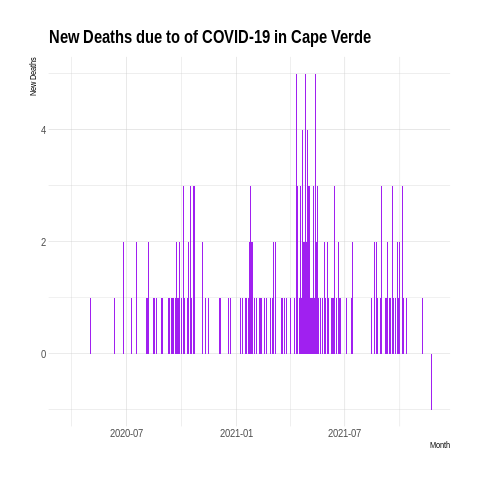 New Deaths due to of COVID-19 in Cape Verde
New Deaths
4
2
0
2020-07
2021-01
2021-07
Month